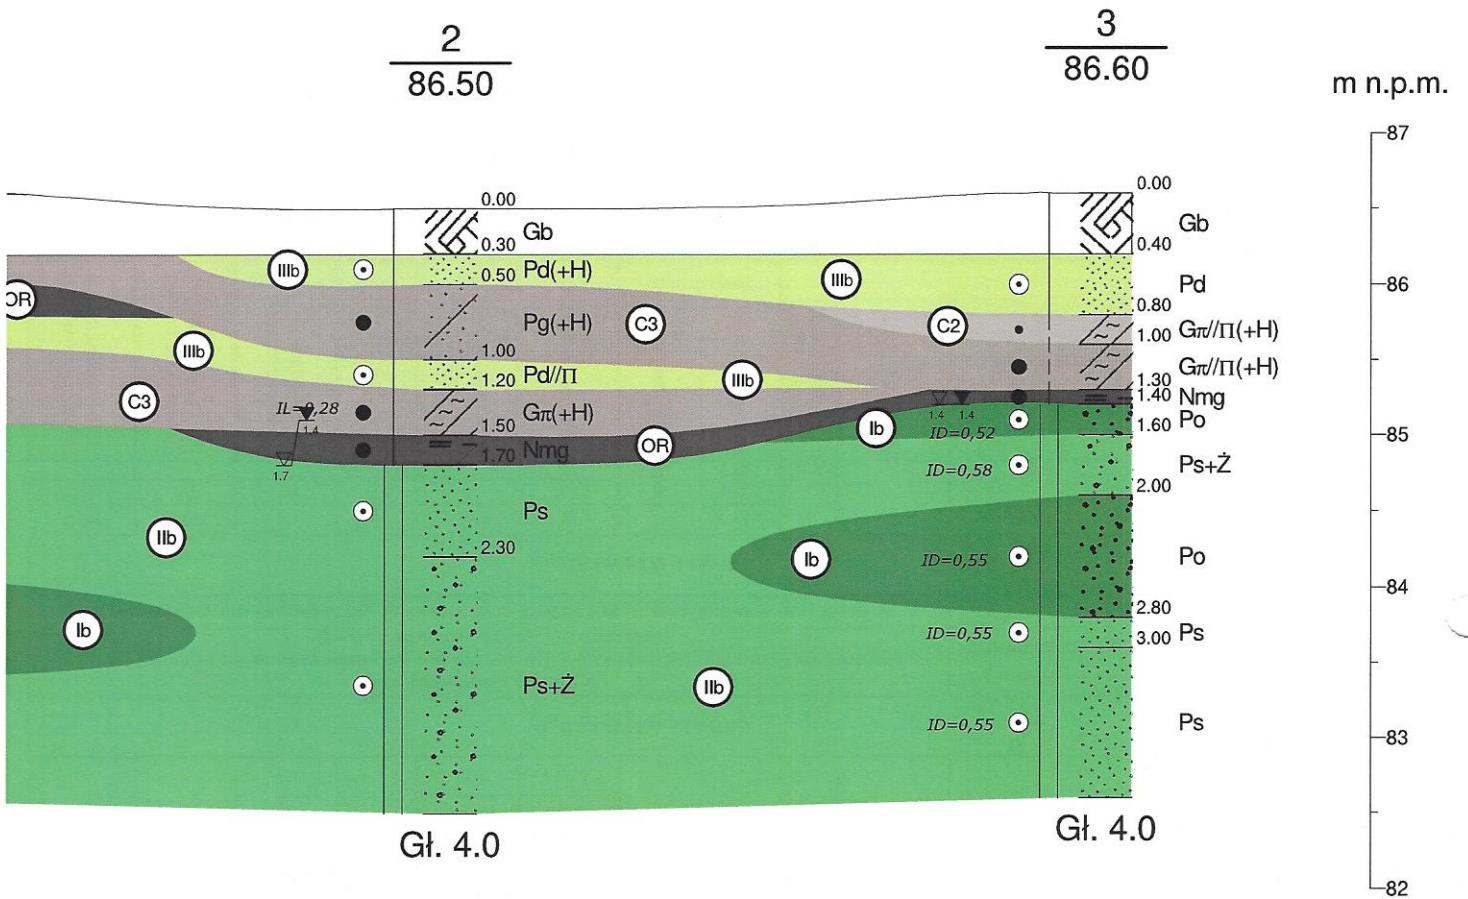 2
86.50
3
86.60
m n.p.m.
87
86
85
84
83
82
0.00
Gb
0.30
Pd(+H)
0.50
Pg(+H)
1.00
Pd//Π
1.20
Gπ(+H)
1.50
Nmg
1.70
Ps
2.30
Ps+Ż
Gł. 4.0
0.00
Gb
0.40
Pd
0.80
Gπ//Π(+H)
1.00
Gπ//Π(+H)
1.30
Nmg
1.40
Po
1.60
Ps+Ż
2.00
Po
2.80
Ps
3.00
Ps
Gł. 4.0
OR
IIIb
IIIb
C3
IL=0,28
1.4
1.7
IIb
Ib
C3
IIIb
C2
IIIb
OR
Ib
1.4
1.4
ID=0,52
ID=0,58
Ib
ID=0,55
ID=0,55
IIb
ID=0,55